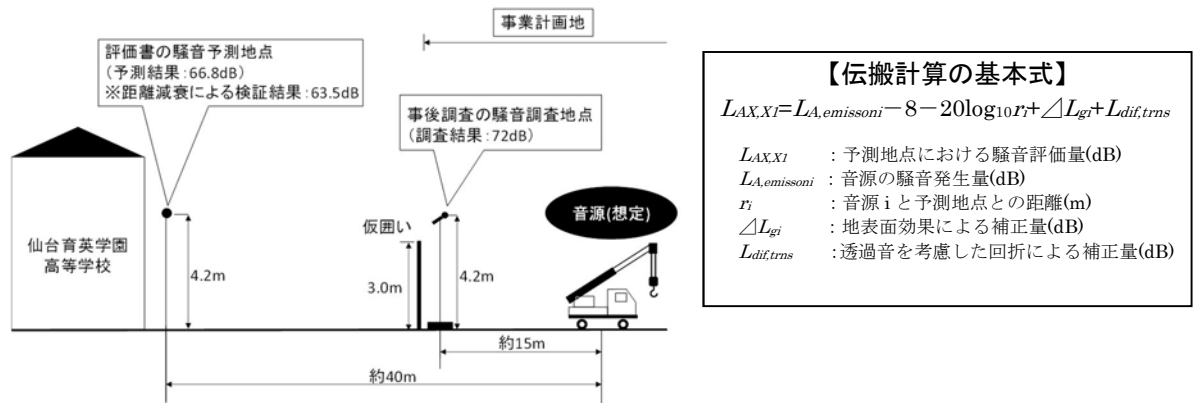 事業計画地
評価書の騒音予測地点
（予測結果：66.8dB）
※距離減衰による検証結果：63.5dB
事後調査の騒音調査地点
（調査結果：72dB）
音源(想定)
仮囲い
仙台育英学園
高等学校
4.2m
3.0m
4.2m
約15m
約40m
【伝搬計算の基本式】
LAX,X1=LA,emissoni－8－20log10ri+⊿Lgi+Ldif,trns
LAX,X1 ：予測地点における騒音評価量(dB)
LA,emissoni ：音源の騒音発生量(dB)
ri ：音源 i と予測地点との距離(m)
⊿Lgi ：地表面効果による補正量(dB)
Ldif,trns ：透過音を考慮した回折による補正量(dB)